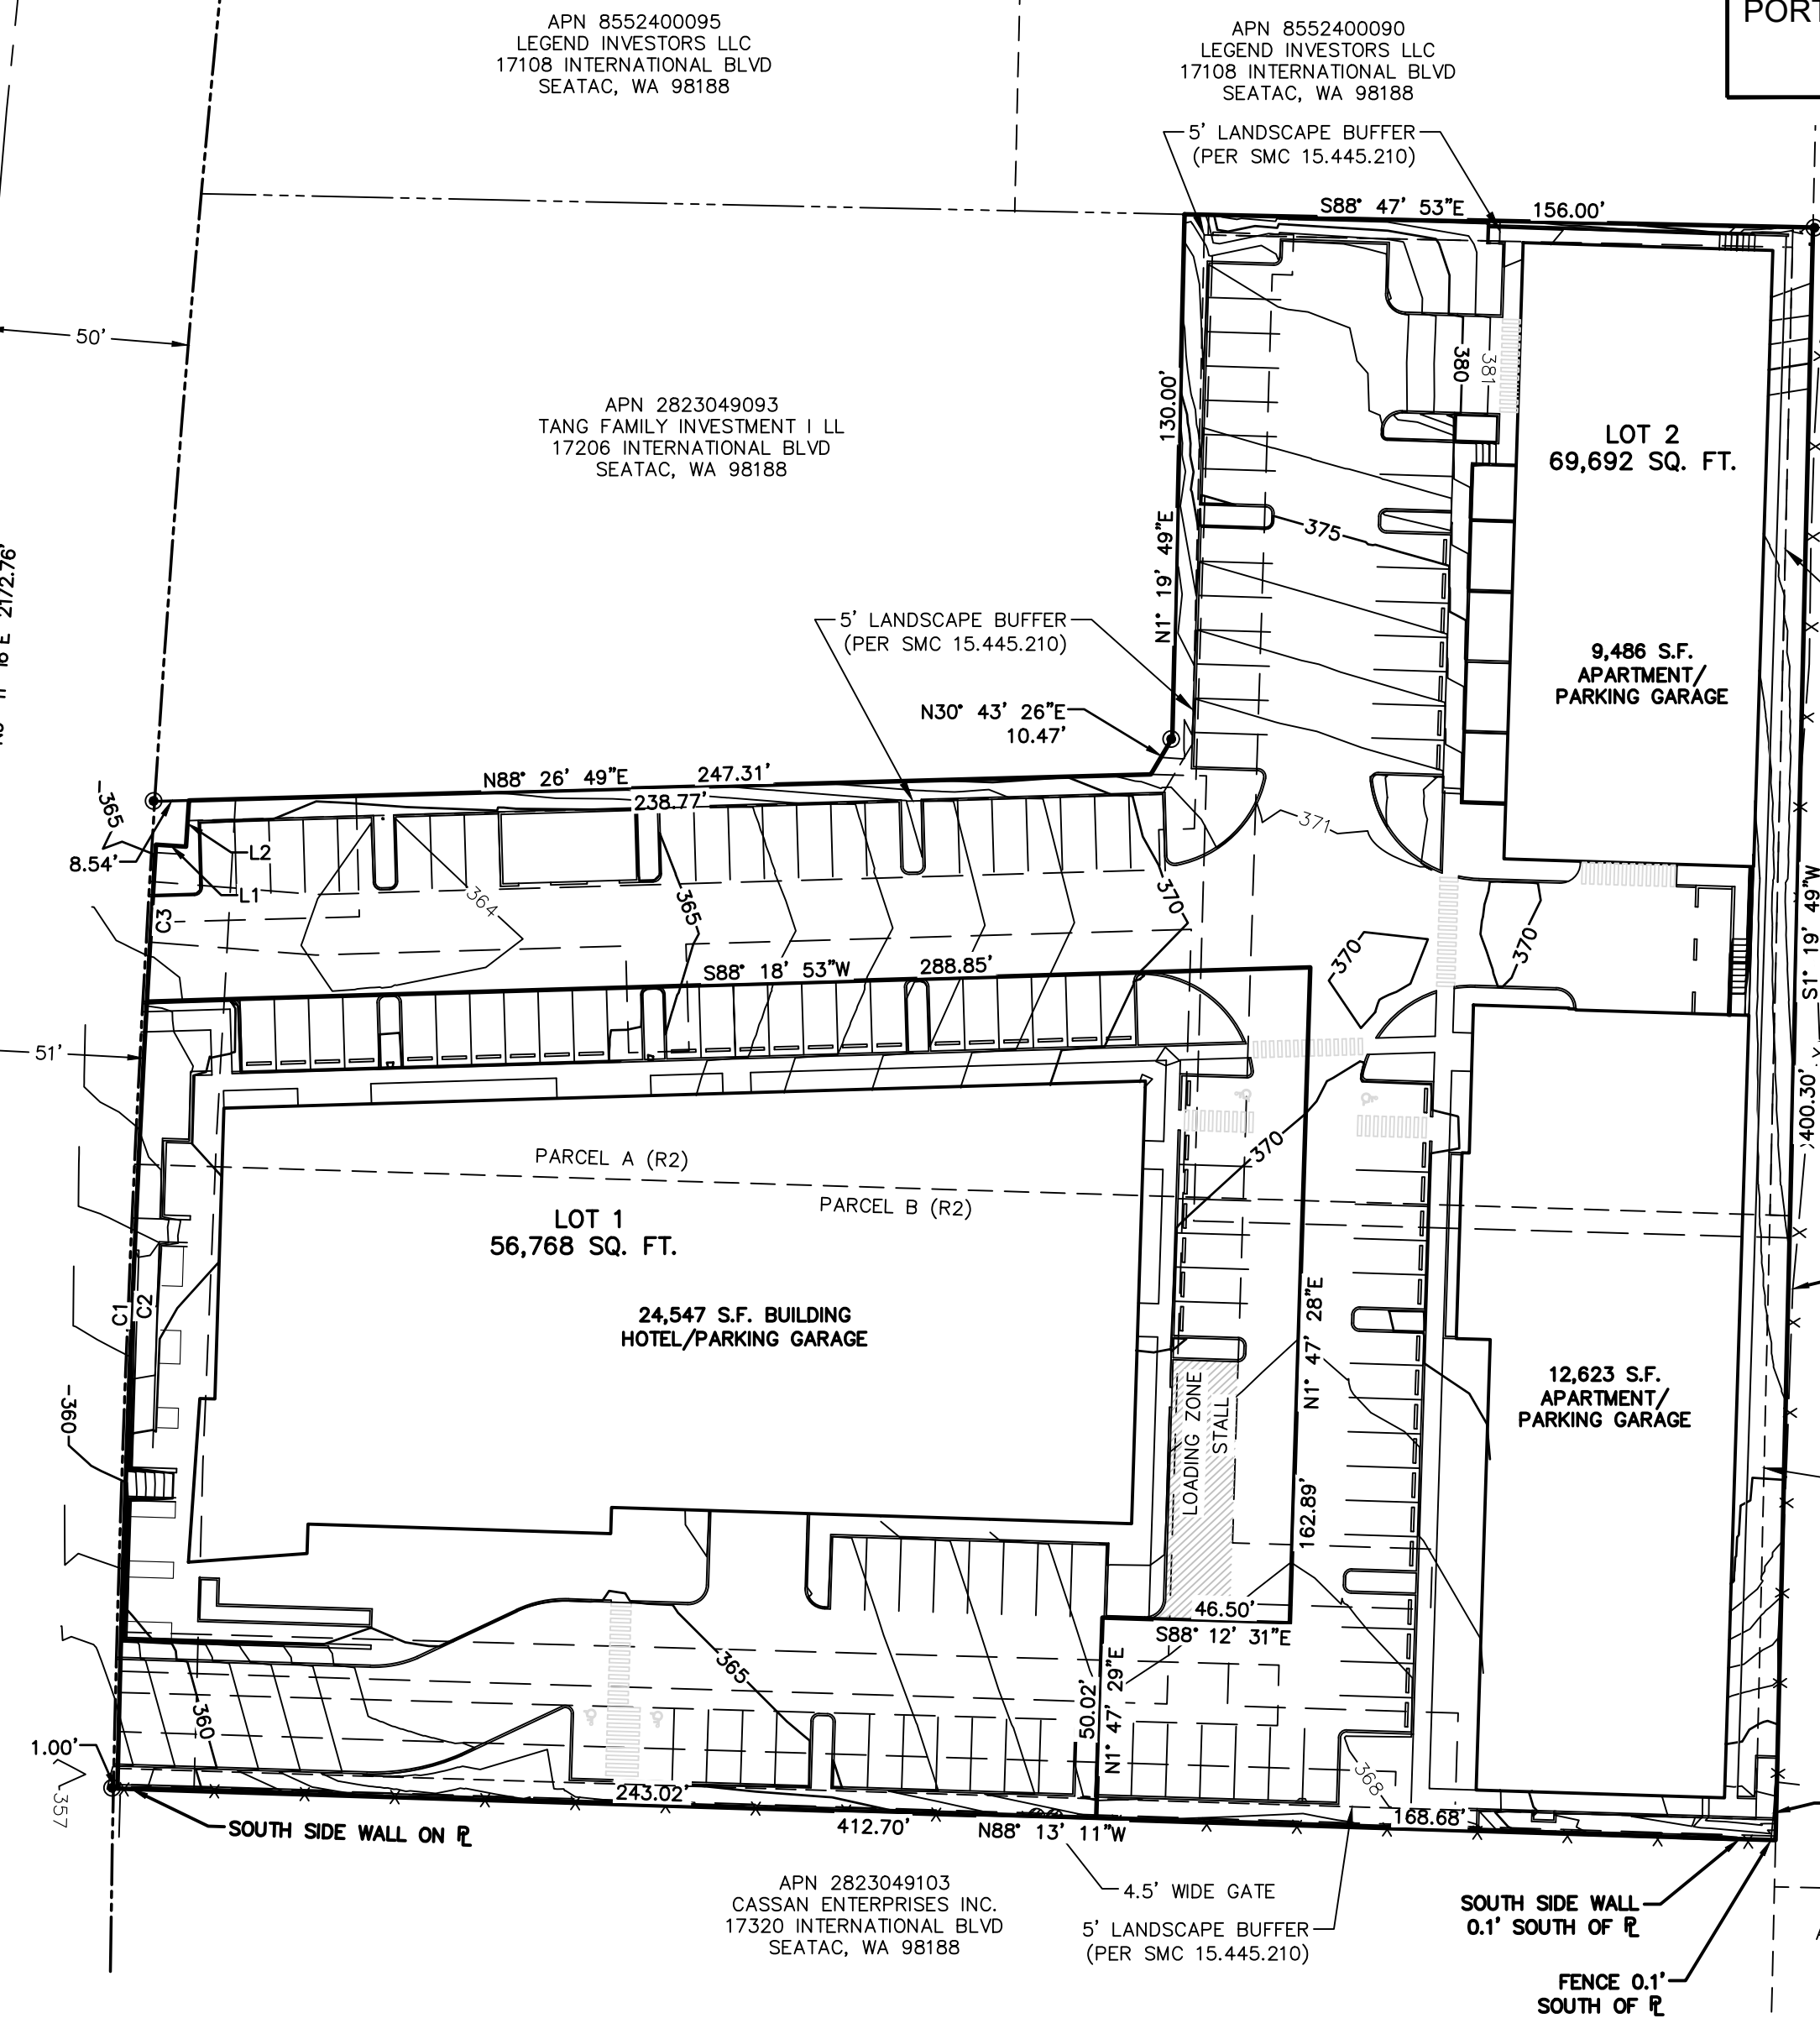 PORT
APN 8552400095
LEGEND INVESTORS LLC
17108 INTERNATIONAL BLVD
SEATAC, WA 98188
APN 8552400090
LEGEND INVESTORS LLC
17108 INTERNATIONAL BLVD
SEATAC, WA 98188
5' LANDSCAPE BUFFER
(PER SMC 15.445.210)
S88° 47' 53"E 156.00'
50'
APN 2823049093
TANG FAMILY INVESTMENT I LL
17206 INTERNATIONAL BLVD
SEATAC, WA 98188
N1° 19' 49"E 130.00'
380
381
LOT 2
69,692 SQ. FT.
375
2172.76'
5' LANDSCAPE BUFFER
(PER SMC 15.445.210)
9,486 S.F.
APARTMENT/
PARKING GARAGE
N30° 43' 26"E
10.47'
N88° 26' 49"E 247.31'
238.77'
365
8.54'
L2
L1
C3
364
365
370
371
370
370
S88° 18' 53"W 288.85'
S1° 19' 49"W 400.30'
51'
370
PARCEL A (R2)
PARCEL B (R2)
LOT 1
56,768 SQ. FT.
C1
C2
24,547 S.F. BUILDING
HOTEL/PARKING GARAGE
N1° 47' 28"E 162.89'
LOADING ZONE
STALL
12,623 S.F.
APARTMENT/
PARKING GARAGE
360
46.50'
S88° 12' 31"E
N1° 47' 29"E 50.02'
365
360
368
1.00'
357
243.02'
412.70'
N88° 13' 11"W
168.68'
SOUTH SIDE WALL ON PL
APN 2823049103
CASSAN ENTERPRISES INC.
17320 INTERNATIONAL BLVD
SEATAC, WA 98188
4.5' WIDE GATE
5' LANDSCAPE BUFFER
(PER SMC 15.445.210)
SOUTH SIDE WALL
0.1' SOUTH OF PL
FENCE 0.1'
SOUTH OF PL